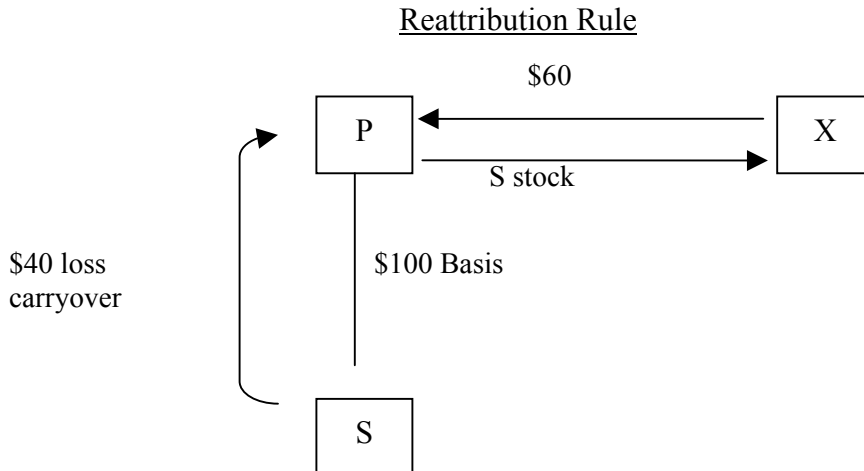 Reattribution Rule
$60
P
X
S stock
$40 loss
carryover
$100 Basis
S